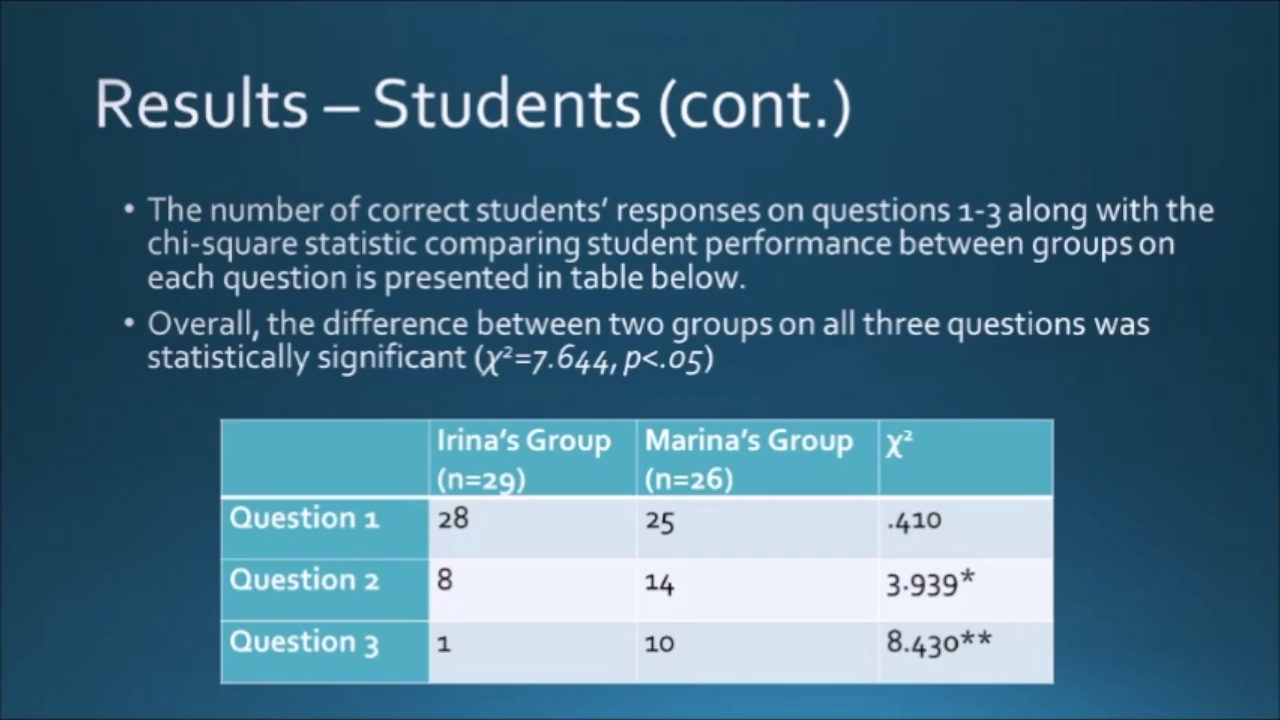 Results – Students (cont.)
• The number of correct students' responses on questions 1-3 along with the
chi-square statistic comparing student performance between groups on
each question is presented in table below.
• Overall, the difference between two groups on all three questions was
statistically significant (χ²=7.644, p<.05)
Irina's Group (n=29) Marina's Group (n=26) χ²
Question 1 28 25 .410
Question 2 8 14 3.939*
Question 3 1 10 8.430**